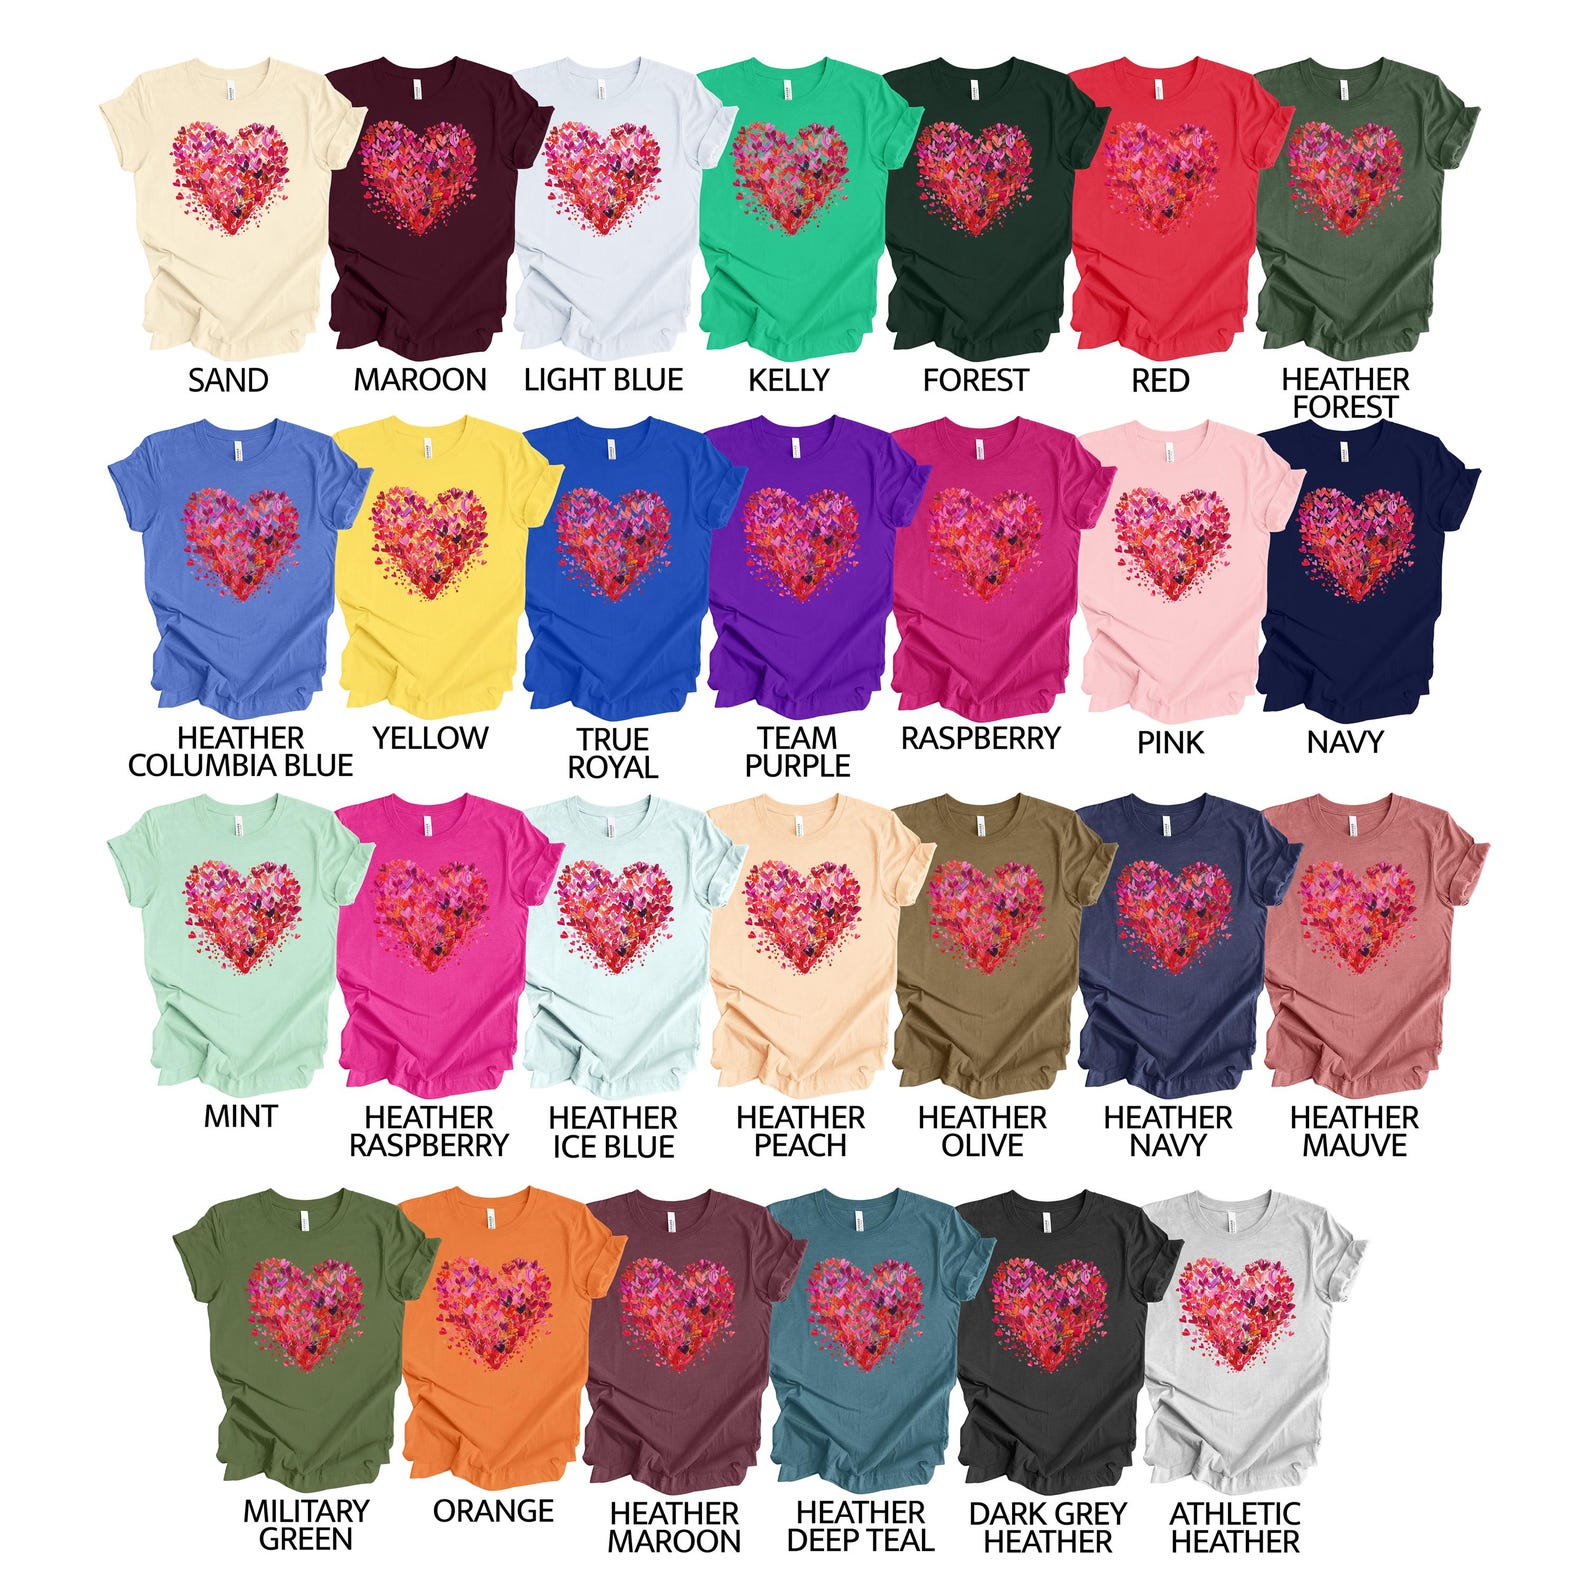 SAND
MAROON
LIGHT BLUE
KELLY
FOREST
RED
HEATHER
FOREST
HEATHER
COLUMBIA BLUE
YELLOW
TRUE
ROYAL
TEAM
PURPLE
RASPBERRY
PINK
NAVY
MINT
HEATHER
RASPBERRY
HEATHER
ICE BLUE
HEATHER
PEACH
HEATHER
OLIVE
HEATHER
NAVY
HEATHER
MAUVE
MILITARY
GREEN
ORANGE
HEATHER
MAROON
HEATHER
DEEP TEAL
DARK GREY
HEATHER
ATHLETIC
HEATHER